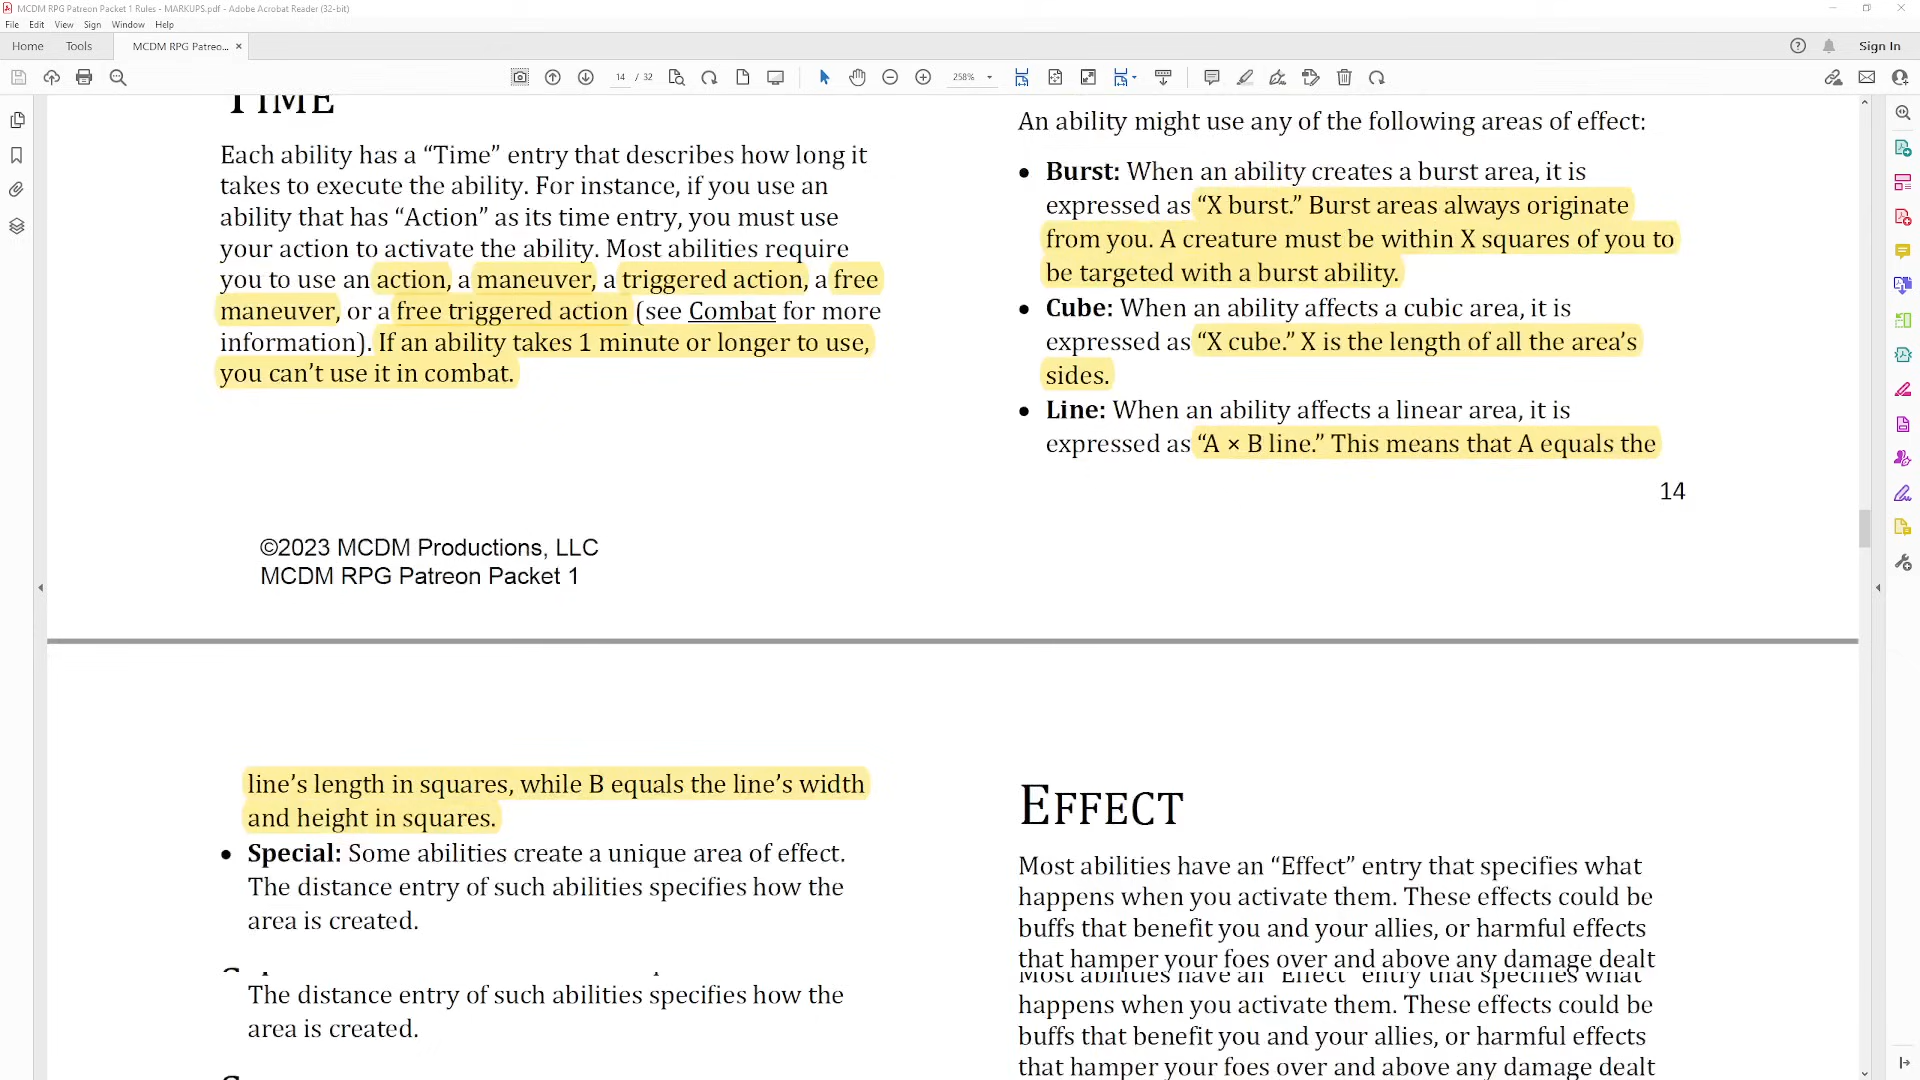 MCDM RPG Patreon Packet 1 Rules - MARKUPS.pdf - Adobe Acrobat Reader (32-bit)
File Edit View Sign Window Help
Home Tools MCDM RPG Patreo... × Sign In
14 / 32 258%
TIME
Each ability has a “Time” entry that describes how long it
takes to execute the ability. For instance, if you use an
ability that has “Action” as its time entry, you must use
your action to activate the ability. Most abilities require
you to use an action, a maneuver, a triggered action, a free
maneuver, or a free triggered action (see Combat for more
information). If an ability takes 1 minute or longer to use,
you can’t use it in combat.
An ability might use any of the following areas of effect:
• Burst: When an ability creates a burst area, it is
expressed as “X burst.” Burst areas always originate
from you. A creature must be within X squares of you to
be targeted with a burst ability.
• Cube: When an ability affects a cubic area, it is
expressed as “X cube.” X is the length of all the area’s
sides.
• Line: When an ability affects a linear area, it is
expressed as “A × B line.” This means that A equals the
14
©2023 MCDM Productions, LLC
MCDM RPG Patreon Packet 1
line’s length in squares, while B equals the line’s width
and height in squares.
• Special: Some abilities create a unique area of effect.
The distance entry of such abilities specifies how the
area is created.
The distance entry of such abilities specifies how the
area is created.
EFFECT
Most abilities have an “Effect” entry that specifies what
happens when you activate them. These effects could be
buffs that benefit you and your allies, or harmful effects
that hamper your foes over and above any damage dealt
Most abilities have an “Effect” entry that specifies what
happens when you activate them. These effects could be
buffs that benefit you and your allies, or harmful effects
that hamper your foes over and above any damage dealt